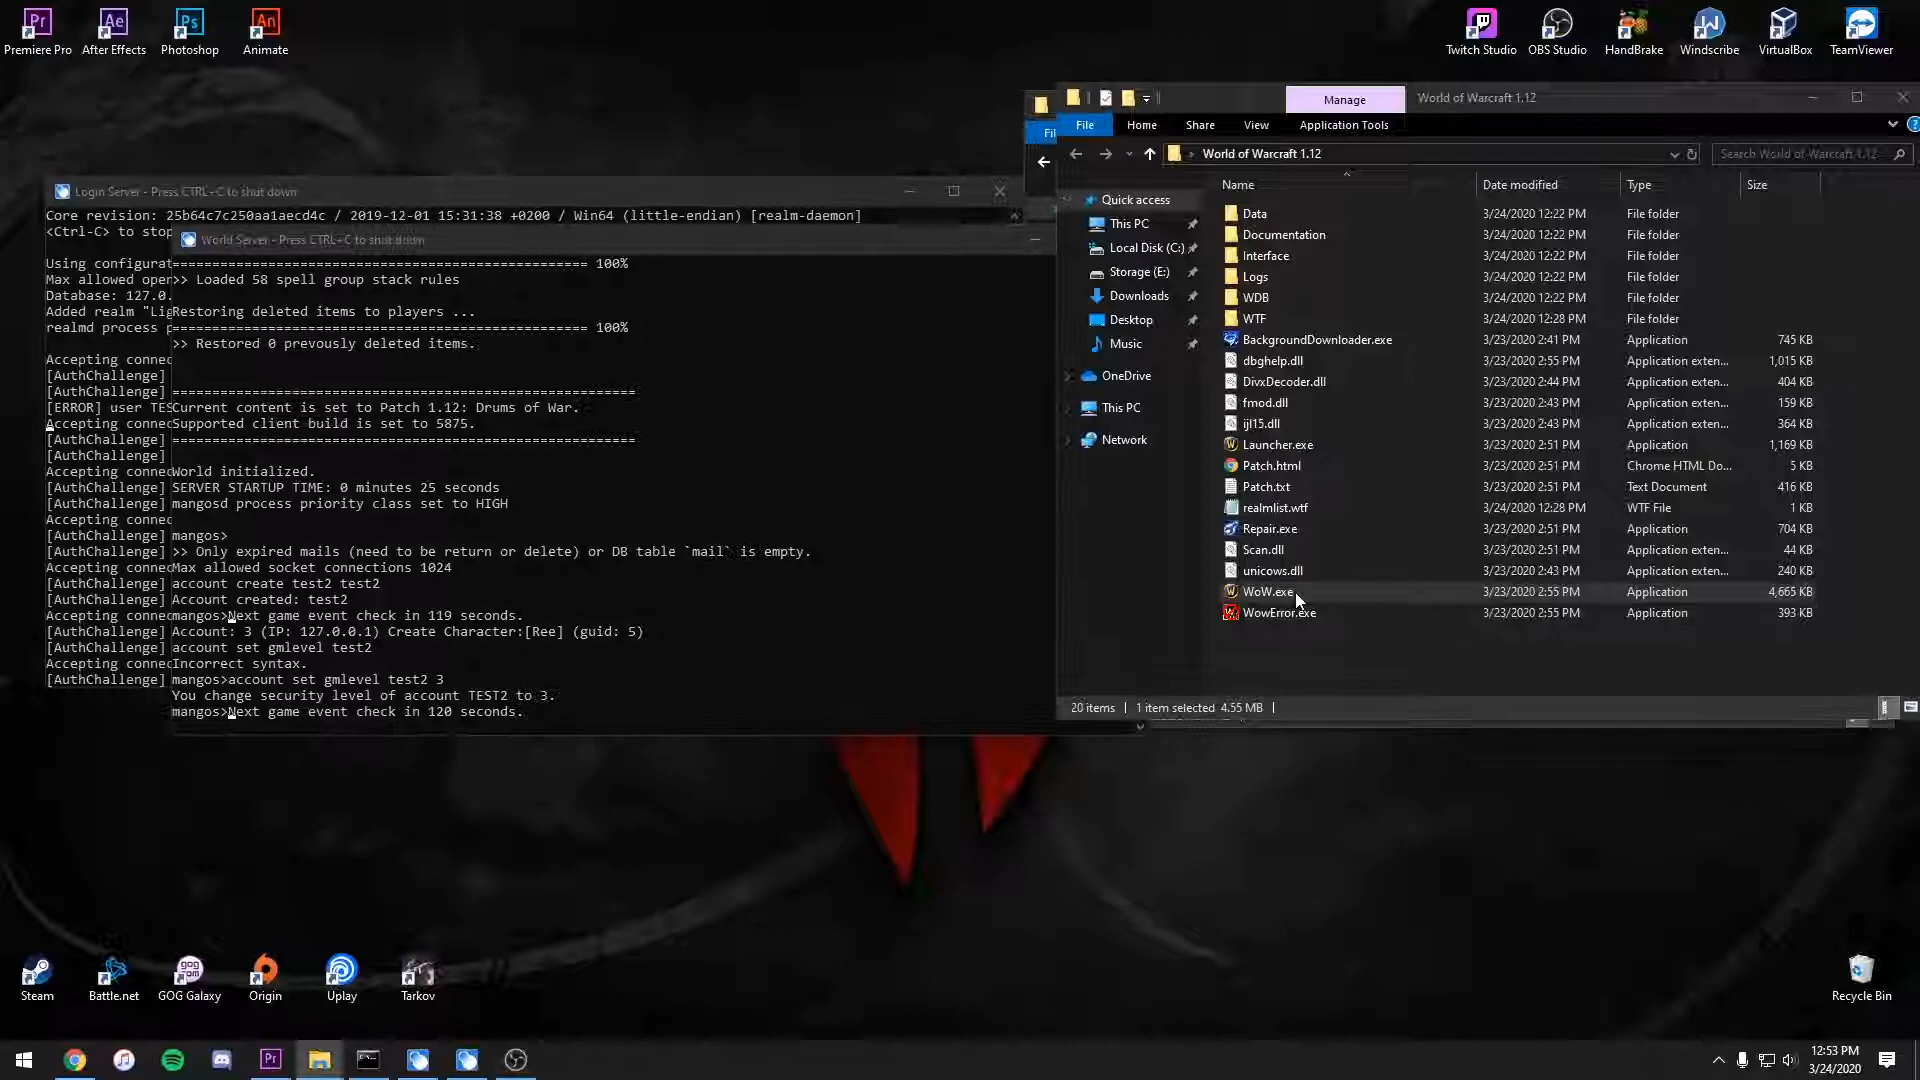 Premiere Pro
After Effects
Photoshop
Animate
Twitch Studio
OBS Studio
HandBrake
Windscribe
VirtualBox
TeamViewer
Login Server - Press CTRL+C to shut down
Core revision: 25b64c7c250aa1aecd4c / 2019-12-01 15:31:38 +0200 / Win64 (little-endian) [realm-daemon]
<Ctrl-C> to stop
Using configurat
Max allowed open
Database: 127.0.
Added realm "Lig
realmd process p
Accepting connec
[AuthChallenge]
[AuthChallenge]
[ERROR] user TES
Accepting connec
[AuthChallenge]
[AuthChallenge]
Accepting connec
[AuthChallenge]
[AuthChallenge]
Accepting connec
[AuthChallenge]
[AuthChallenge]
Accepting connec
[AuthChallenge]
[AuthChallenge]
Accepting connec
[AuthChallenge]
[AuthChallenge]
Accepting connec
[AuthChallenge]
World Server - Press CTRL+C to shut down
==================================================== 100%
>> Loaded 58 spell group stack rules
Restoring deleted items to players ...
==================================================== 100%
>> Restored 0 prevously deleted items.
==========================================================
Current content is set to Patch 1.12: Drums of War.
Supported client build is set to 5875.
==========================================================
World initialized.
SERVER STARTUP TIME: 0 minutes 25 seconds
mangosd process priority class set to HIGH
mangos>
>> Only expired mails (need to be return or delete) or DB table `mail` is empty.
Max allowed socket connections 1024
account create test2 test2
Account created: test2
mangos>Next game event check in 119 seconds.
Account: 3 (IP: 127.0.0.1) Create Character:[Ree] (guid: 5)
account set gmlevel test2
Incorrect syntax.
mangos>account set gmlevel test2 3
You change security level of account TEST2 to 3.
mangos>Next game event check in 120 seconds.
Fil
Manage
World of Warcraft 1.12
File
Home
Share
View
Application Tools
World of Warcraft 1.12
Search World of Warcraft 1.12
Quick access
This PC
Local Disk (C:)
Storage (E:)
Downloads
Desktop
Music
OneDrive
This PC
Network
Name Date modified Type Size
Data 3/24/2020 12:22 PM File folder
Documentation 3/24/2020 12:22 PM File folder
Interface 3/24/2020 12:22 PM File folder
Logs 3/24/2020 12:22 PM File folder
WDB 3/24/2020 12:22 PM File folder
WTF 3/24/2020 12:28 PM File folder
BackgroundDownloader.exe 3/23/2020 2:41 PM Application 745 KB
dbghelp.dll 3/23/2020 2:55 PM Application exten... 1,015 KB
DivxDecoder.dll 3/23/2020 2:44 PM Application exten... 404 KB
fmod.dll 3/23/2020 2:43 PM Application exten... 159 KB
ijl15.dll 3/23/2020 2:43 PM Application exten... 364 KB
Launcher.exe 3/23/2020 2:51 PM Application 1,169 KB
Patch.html 3/23/2020 2:51 PM Chrome HTML Do... 5 KB
Patch.txt 3/23/2020 2:51 PM Text Document 416 KB
realmlist.wtf 3/24/2020 12:28 PM WTF File 1 KB
Repair.exe 3/23/2020 2:51 PM Application 704 KB
Scan.dll 3/23/2020 2:51 PM Application exten... 44 KB
unicows.dll 3/23/2020 2:43 PM Application exten... 240 KB
WoW.exe 3/23/2020 2:55 PM Application 4,665 KB
WowError.exe 3/23/2020 2:55 PM Application 393 KB
20 items 1 item selected 4.55 MB
Steam
Battle.net
GOG Galaxy
Origin
Uplay
Tarkov
Recycle Bin
12:53 PM
3/24/2020